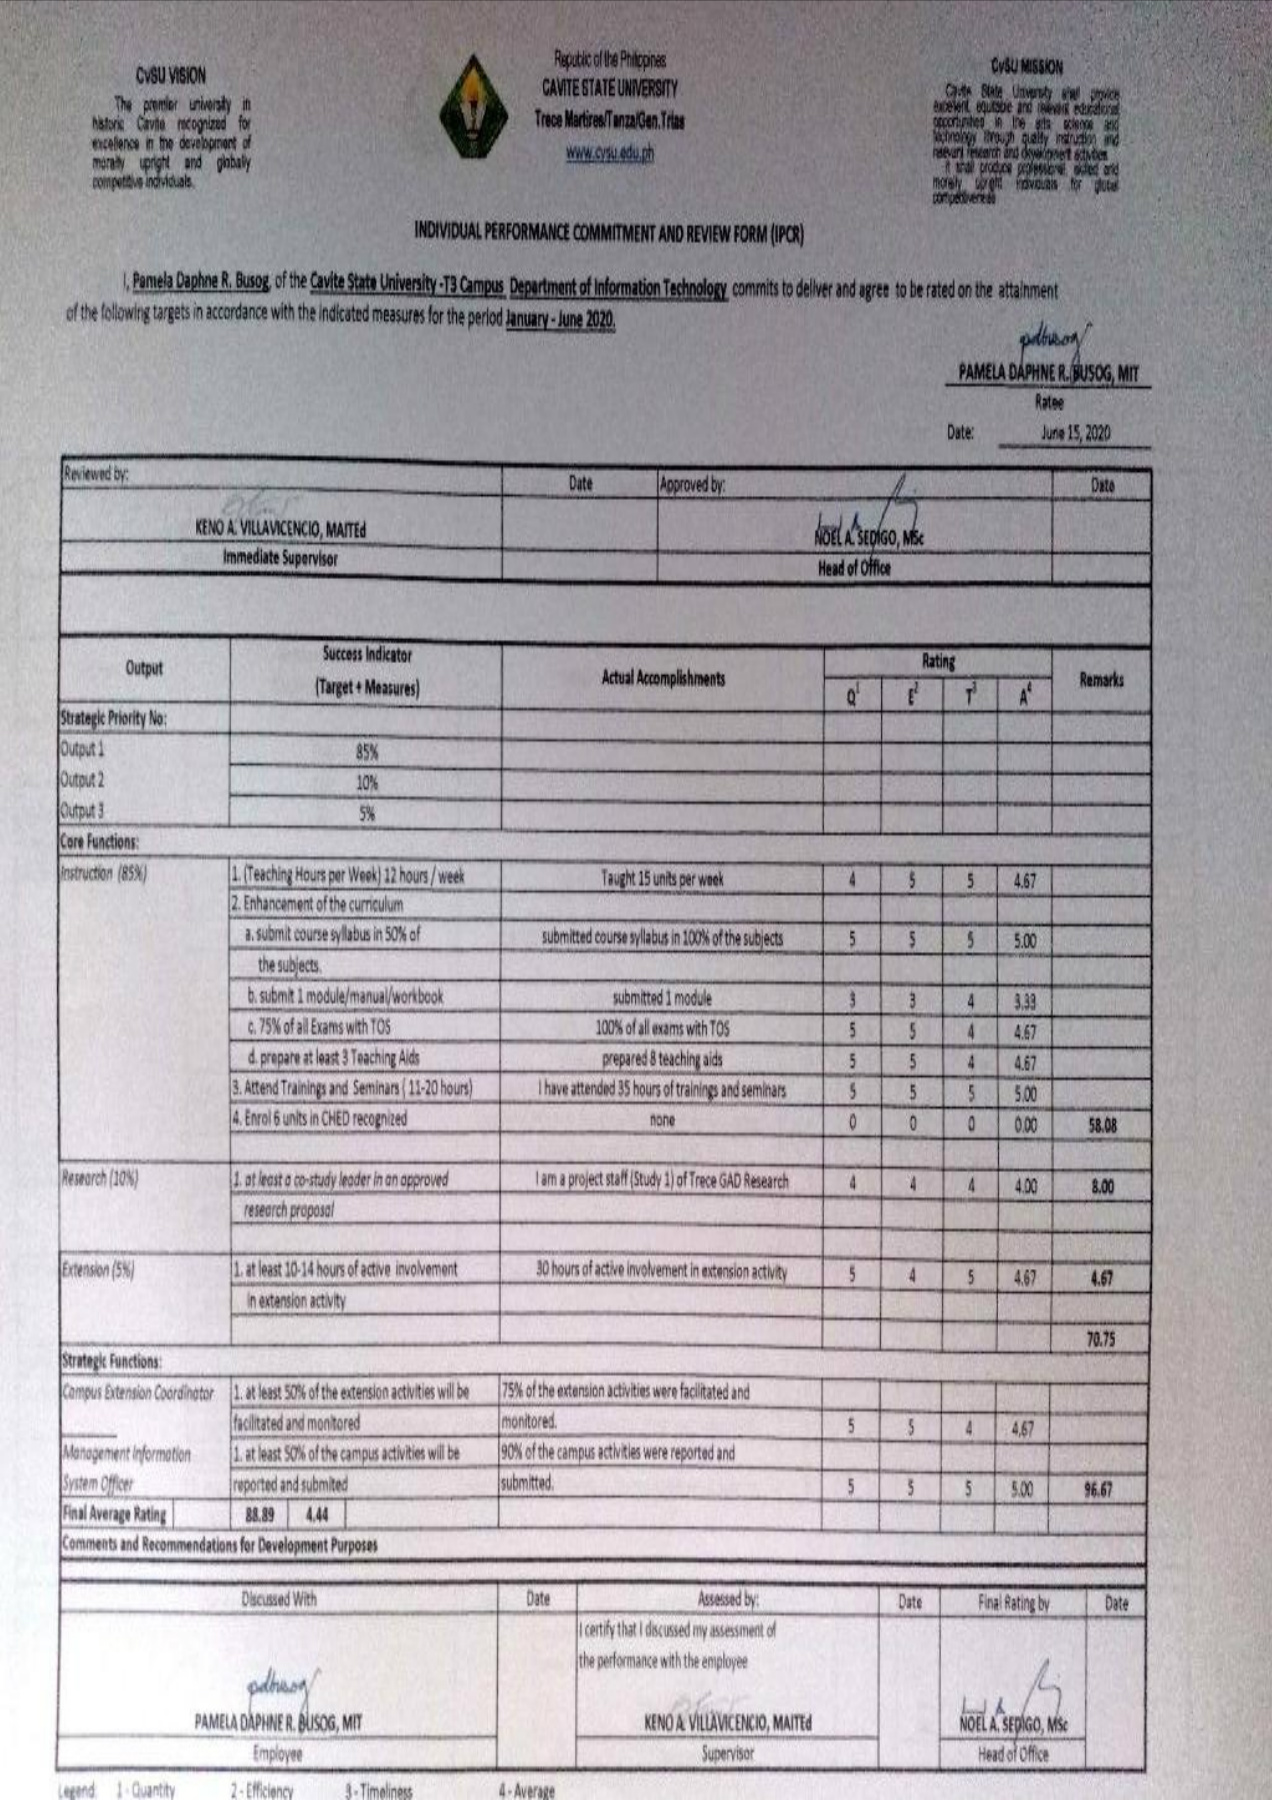 CvSU VISION
The premier university in
historic Cavite recognized for
excellence in the development of
morally upright and globally
competitive individuals.
Republic of the Philippines
CAVITE STATE UNIVERSITY
Trece Martires/Tanza/Gen.Trias
www.cvsu.edu.ph
CvSU MISSION
Cavite State University shall provide
excellent, equitable and relevant educational
opportunities in the arts science and
technology through quality instruction and
relevant research and development activities
it shall produce professional, skilled and
morally upright individuals for global
competitiveness
INDIVIDUAL PERFORMANCE COMMITMENT AND REVIEW FORM (IPCR)
I, Pamela Daphne R. Busog, of the Cavite State University -T3 Campus Department of Information Technology commits to deliver and agree to be rated on the attainment
of the following targets in accordance with the indicated measures for the period January - June 2020.
pdbusog
PAMELA DAPHNE R. BUSOG, MIT
Ratee
Date: June 15, 2020
Reviewed by: Date Approved by: Date
KENO A. VILLAVICENCIO, MAITEd NOEL A. SEDIGO, MSc
Immediate Supervisor Head of Office
Output Success Indicator Actual Accomplishments Rating Remarks
(Target + Measures) Q1 E2 T3 A4
Strategic Priority No:
Output 1 85%
Output 2 10%
Output 3 5%
Core Functions:
Instruction (85%) 1. (Teaching Hours per Week) 12 hours / week Taught 15 units per week 4 5 5 4.67
2. Enhancement of the curriculum
a. submit course syllabus in 50% of submitted course syllabus in 100% of the subjects 5 5 5 5.00
the subjects.
b. submit 1 module/manual/workbook submitted 1 module 3 3 4 3.33
c. 75% of all Exams with TOS 100% of all exams with TOS 5 5 4 4.67
d. prepare at least 3 Teaching Aids prepared 8 teaching aids 5 5 4 4.67
3. Attend Trainings and Seminars ( 11-20 hours) I have attended 35 hours of trainings and seminars 5 5 5 5.00
4. Enrol 6 units in CHED recognized none 0 0 0 0.00 58.08
Research (10%) 1. at least a co-study leader in an approved I am a project staff (Study 1) of Trece GAD Research 4 4 4 4.00 8.00
research proposal
Extension (5%) 1. at least 10-14 hours of active involvement 30 hours of active involvement in extension activity 5 4 5 4.67 4.67
in extension activity
70.75
Strategic Functions:
Campus Extension Coordinator 1. at least 50% of the extension activities will be 75% of the extension activities were facilitated and
facilitated and monitored monitored. 5 5 4 4.67
Management Information 1. at least 50% of the campus activities will be 90% of the campus activities were reported and
System Officer reported and submited submitted. 5 5 5 5.00 96.67
Final Average Rating 88.89 4.44
Comments and Recommendations for Development Purposes
Discussed With Date Assessed by: Date Final Rating by Date
I certify that I discussed my assessment of
the performance with the employee
pdbusog
PAMELA DAPHNE R. BUSOG, MIT KENO A. VILLAVICENCIO, MAITEd NOEL A. SEDIGO, MSc
Employee Supervisor Head of Office
Legend: 1 - Quantity 2 - Efficiency 3 - Timeliness 4 - Average